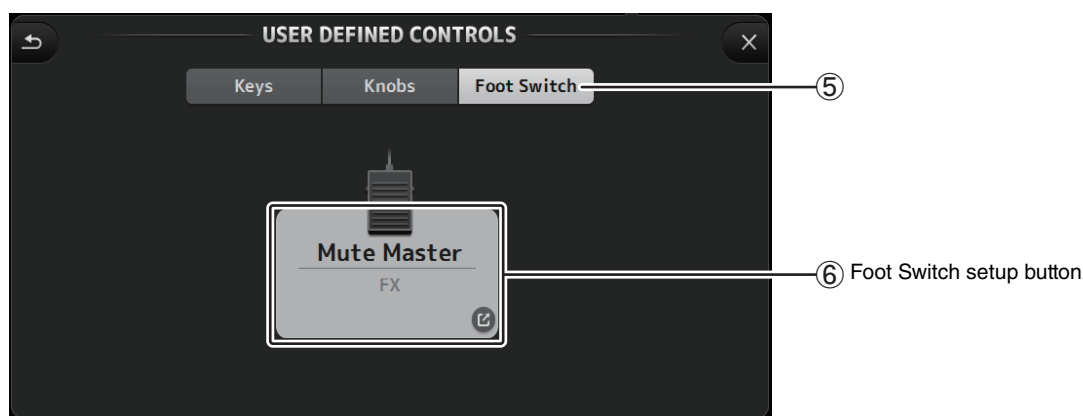 USER DEFINED CONTROLS
Keys Knobs Foot Switch
⑤
Mute Master
FX
⑥ Foot Switch setup button